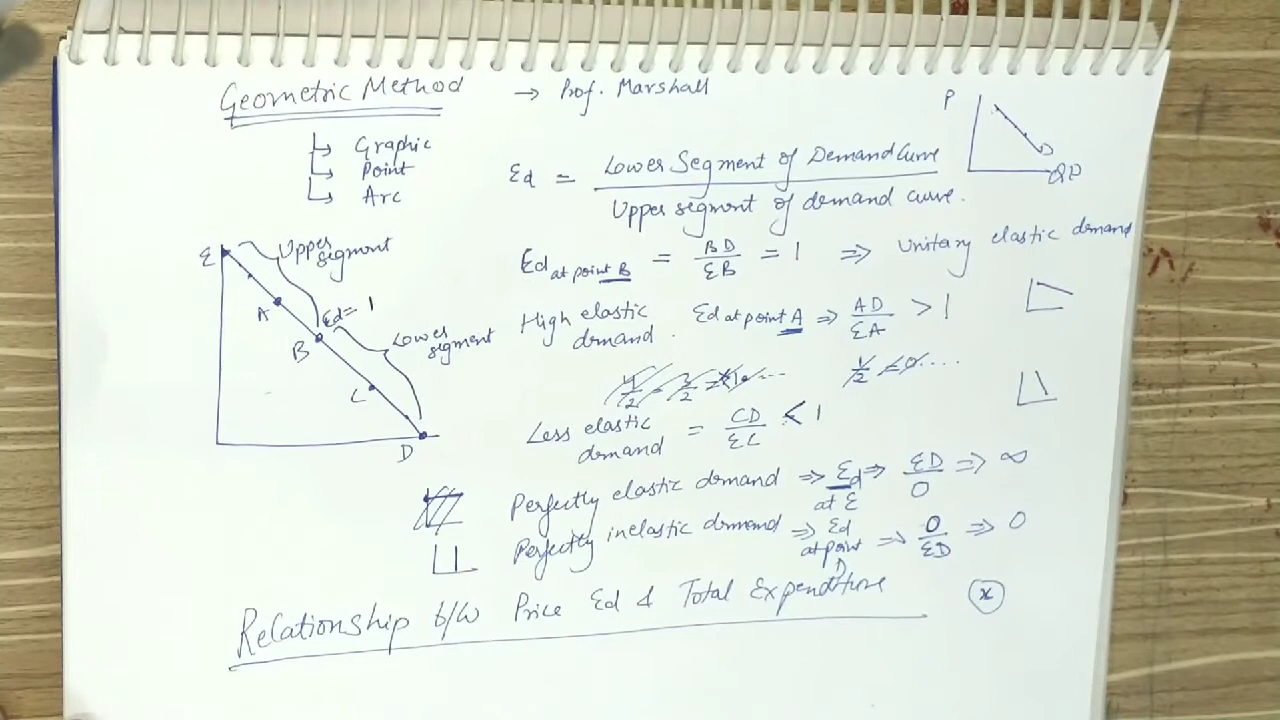 Geometric Method → Prof. Marshall
↳ Graphic
↳ Point
↳ Arc
Ed = Lower Segment of Demand Curve / Upper segment of demand curve.
P
D
QD
E
Upper segment
A
Ed = 1
B
Lower segment
C
D
Ed at point B = BD / EB = 1 ⇒ Unitary elastic demand
High elastic demand. Ed at point A ⇒ AD / EA > 1
Less elastic demand = CD / EC < 1
Perfectly elastic demand ⇒ Ed at E ⇒ ED / 0 ⇒ ∞
Perfectly inelastic demand ⇒ Ed at point D ⇒ 0 / ED ⇒ 0
Relationship b/w Price Ed & Total Expenditure
x